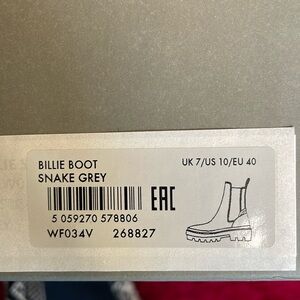 BILLIE BOOT
SNAKE GREY
UK 7/US 10/EU 40
EAC
5 059270 578806
WF034V 268827